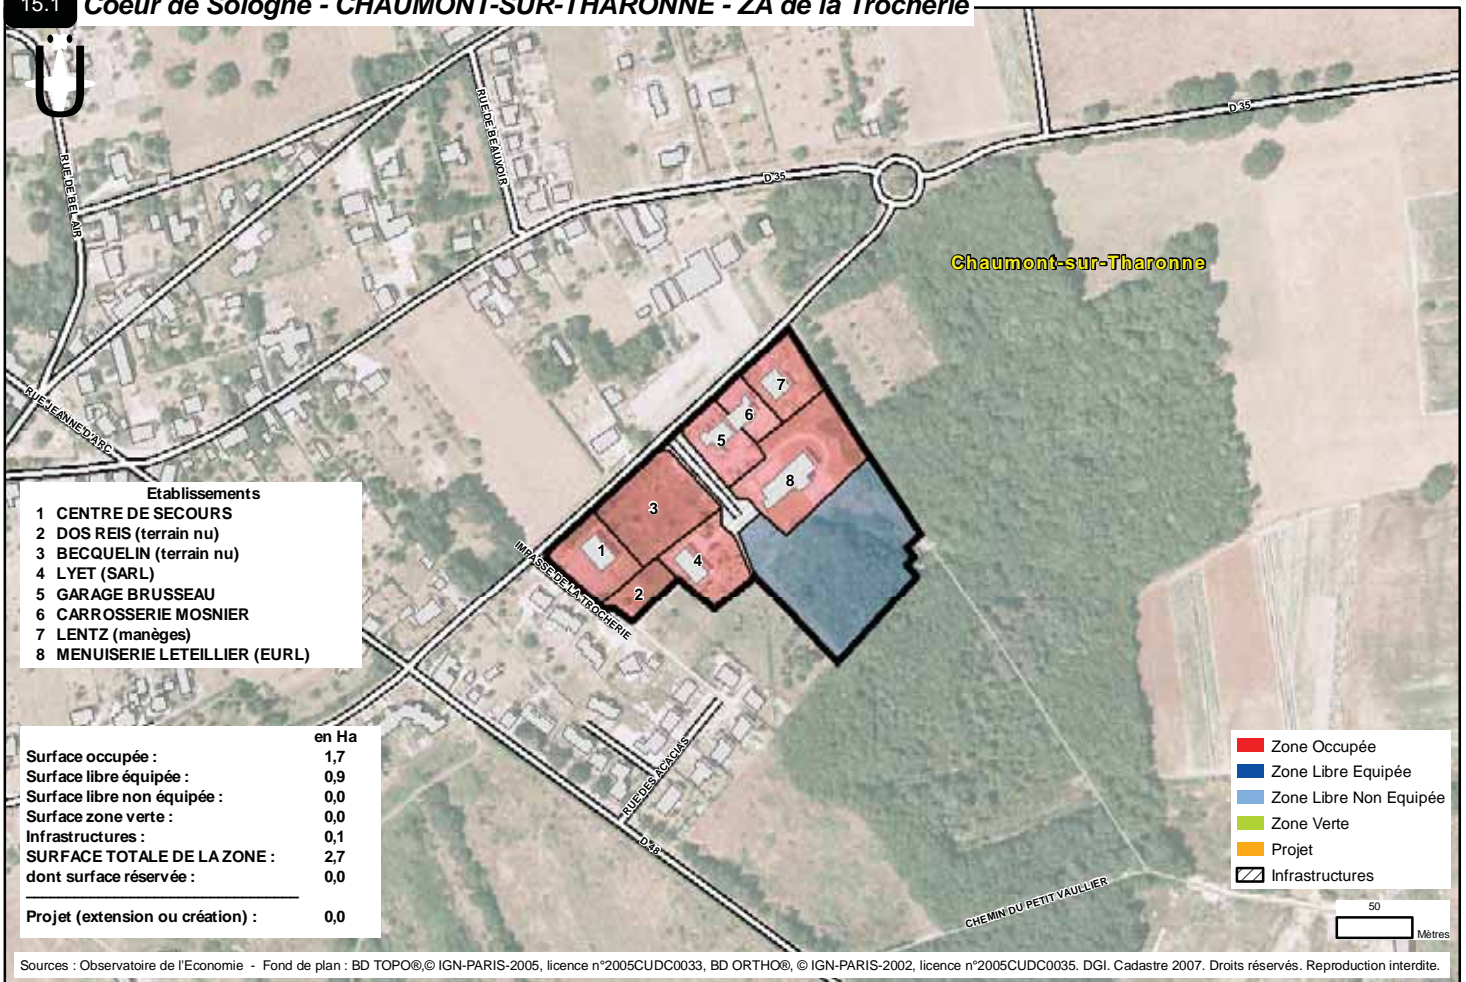 15.1 Coeur de Sologne - CHAUMONT-SUR-THARONNE - ZA de la Trocherie
RUE DE BEAUVOIR
D 35
RUE DE BEL AIR
D 35
Chaumont-sur-Tharonne
RUE JEANNE D'ARC
7
6
5
8
3
1
4
2
IMPASSE DE LA TROCHERIE
Etablissements
1 CENTRE DE SECOURS
2 DOS REIS (terrain nu)
3 BECQUELIN (terrain nu)
4 LYET (SARL)
5 GARAGE BRUSSEAU
6 CARROSSERIE MOSNIER
7 LENTZ (manèges)
8 MENUISERIE LETEILLIER (EURL)
en Ha
Surface occupée : 1,7
Surface libre équipée : 0,9
Surface libre non équipée : 0,0
Surface zone verte : 0,0
Infrastructures : 0,1
SURFACE TOTALE DE LA ZONE : 2,7
dont surface réservée : 0,0
Projet (extension ou création) : 0,0
RUE DES ACACIAS
D 48
CHEMIN DU PETIT VAULLIER
Zone Occupée
Zone Libre Equipée
Zone Libre Non Equipée
Zone Verte
Projet
Infrastructures
50
Mètres
Sources : Observatoire de l'Economie - Fond de plan : BD TOPO®,© IGN-PARIS-2005, licence n°2005CUDC0033, BD ORTHO®, © IGN-PARIS-2002, licence n°2005CUDC0035. DGI. Cadastre 2007. Droits réservés. Reproduction interdite.